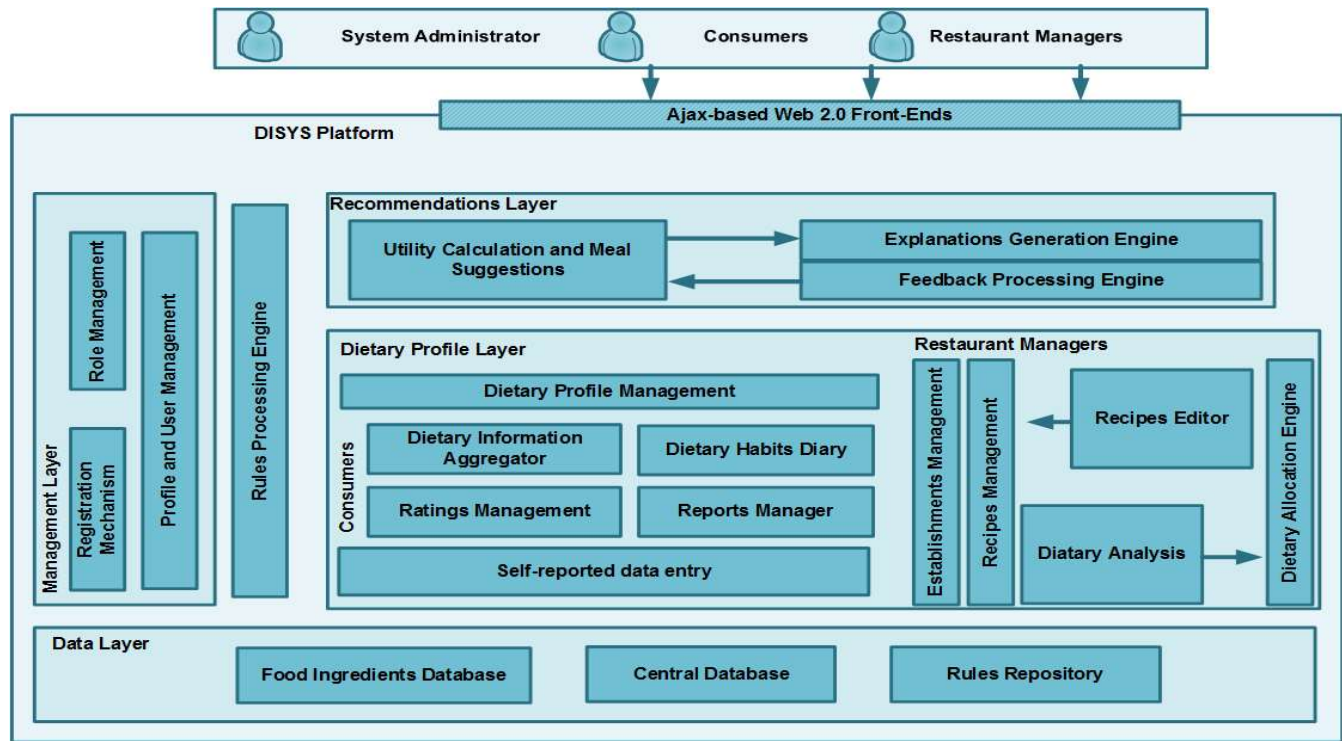 System Administrator
Consumers
Restaurant Managers
Ajax-based Web 2.0 Front-Ends
DISYS Platform
Management Layer
Role Management
Registration
Mechanism
Profile and User Management
Rules Processing Engine
Recommendations Layer
Utility Calculation and Meal
Suggestions
Explanations Generation Engine
Feedback Processing Engine
Dietary Profile Layer
Consumers
Dietary Profile Management
Dietary Information
Aggregator
Dietary Habits Diary
Ratings Management
Reports Manager
Self-reported data entry
Restaurant Managers
Establishments Management
Recipes Management
Recipes Editor
Diatary Analysis
Dietary Allocation Engine
Data Layer
Food Ingredients Database
Central Database
Rules Repository